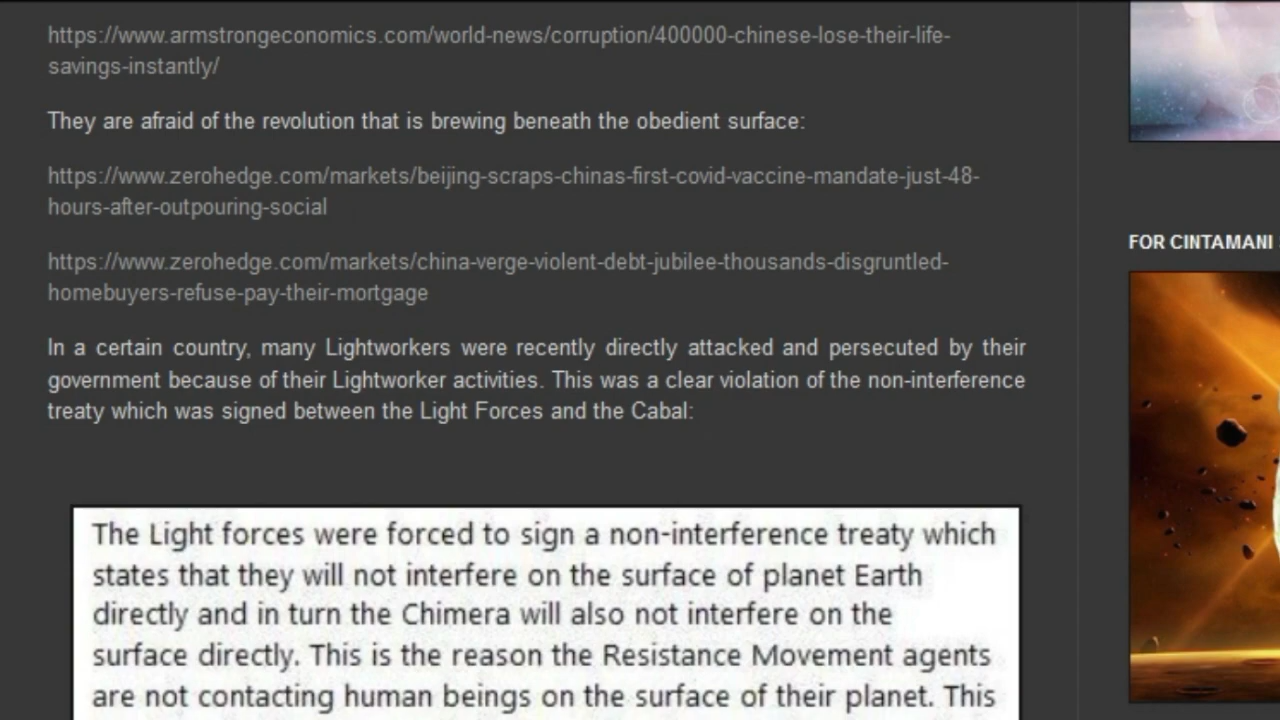 https://www.armstrongeconomics.com/world-news/corruption/400000-chinese-lose-their-life-
savings-instantly/
They are afraid of the revolution that is brewing beneath the obedient surface:
https://www.zerohedge.com/markets/beijing-scraps-chinas-first-covid-vaccine-mandate-just-48-
hours-after-outpouring-social
https://www.zerohedge.com/markets/china-verge-violent-debt-jubilee-thousands-disgruntled-
homebuyers-refuse-pay-their-mortgage
In a certain country, many Lightworkers were recently directly attacked and persecuted by their
government because of their Lightworker activities. This was a clear violation of the non-interference
treaty which was signed between the Light Forces and the Cabal:
The Light forces were forced to sign a non-interference treaty which
states that they will not interfere on the surface of planet Earth
directly and in turn the Chimera will also not interfere on the
surface directly. This is the reason the Resistance Movement agents
are not contacting human beings on the surface of their planet. This
FOR CINTAMANI